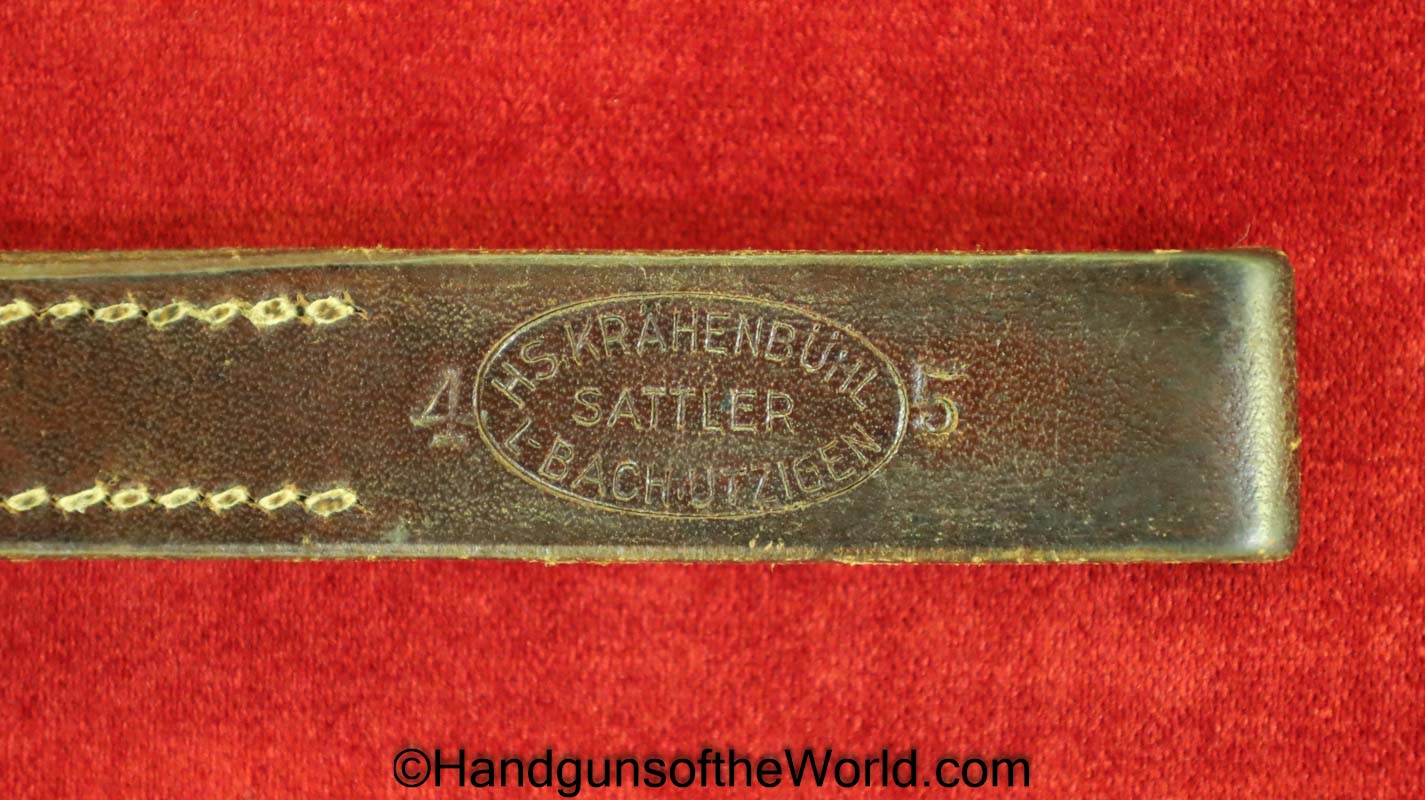 HS. KRÄHENBÜHL
4 SATTLER 5
L-BACH UTZIGEN
©HandgunsoftheWorld.com